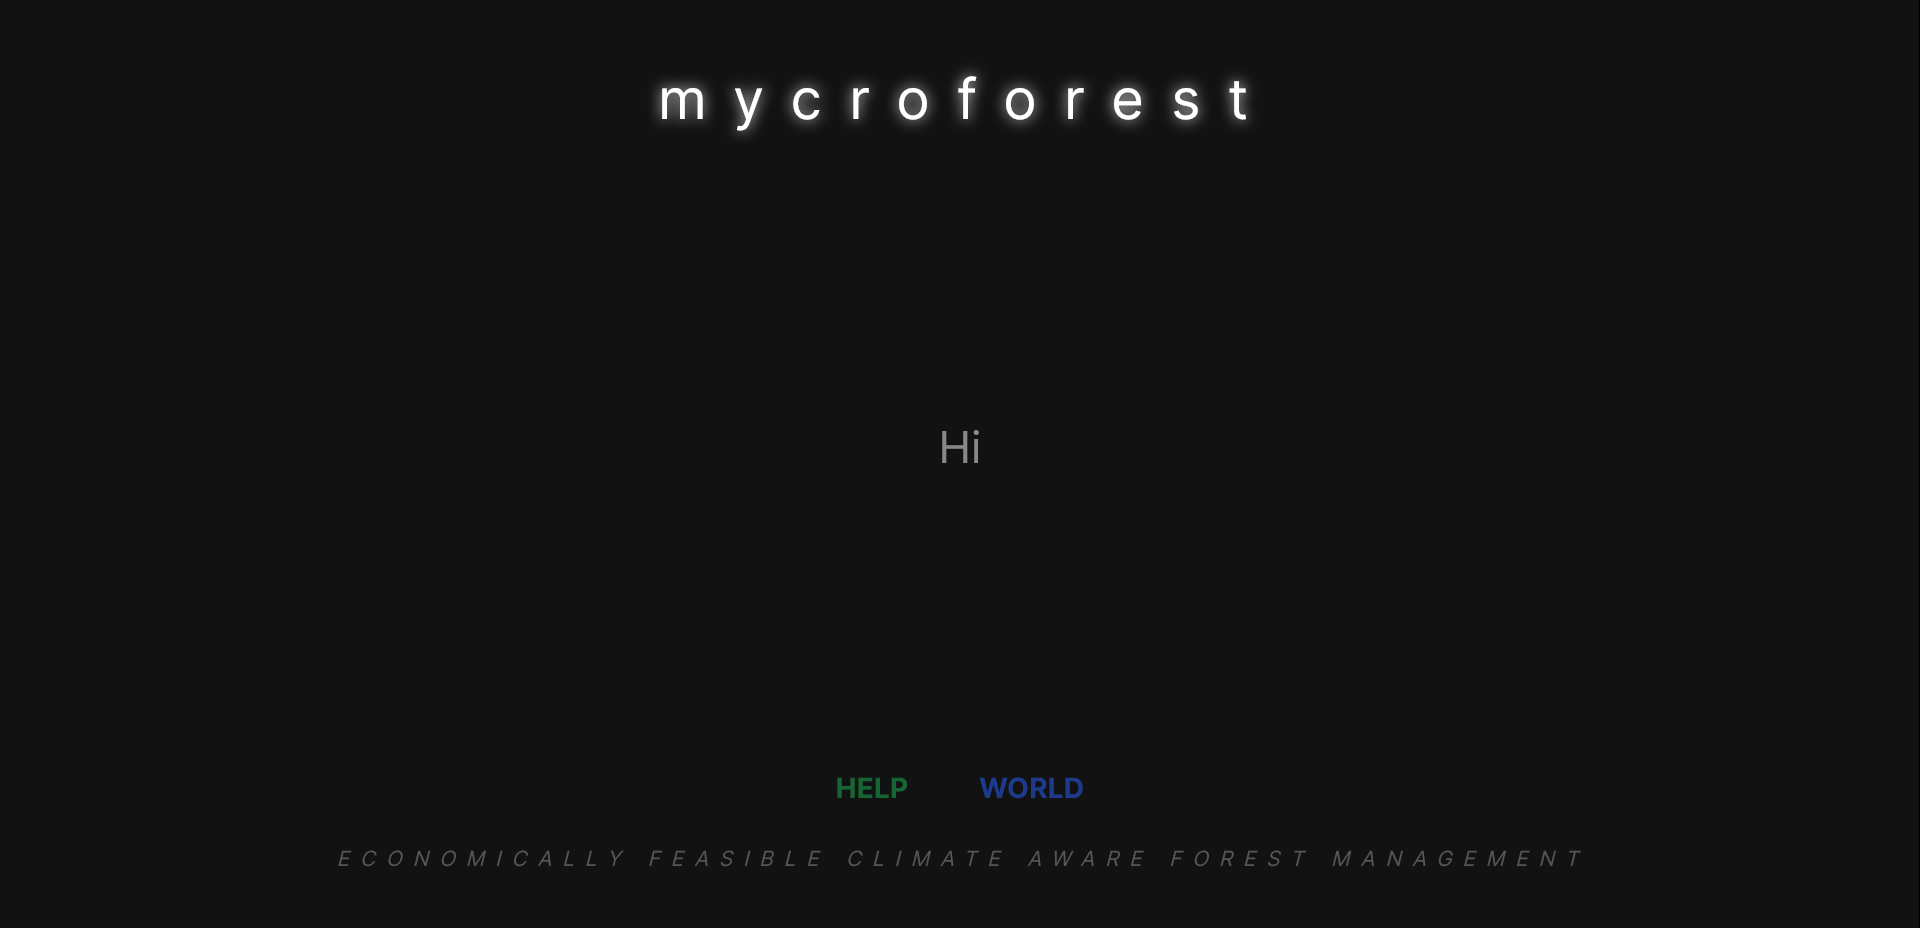 mycroforest
Hi
HELP WORLD
ECONOMICALLY FEASIBLE CLIMATE AWARE FOREST MANAGEMENT